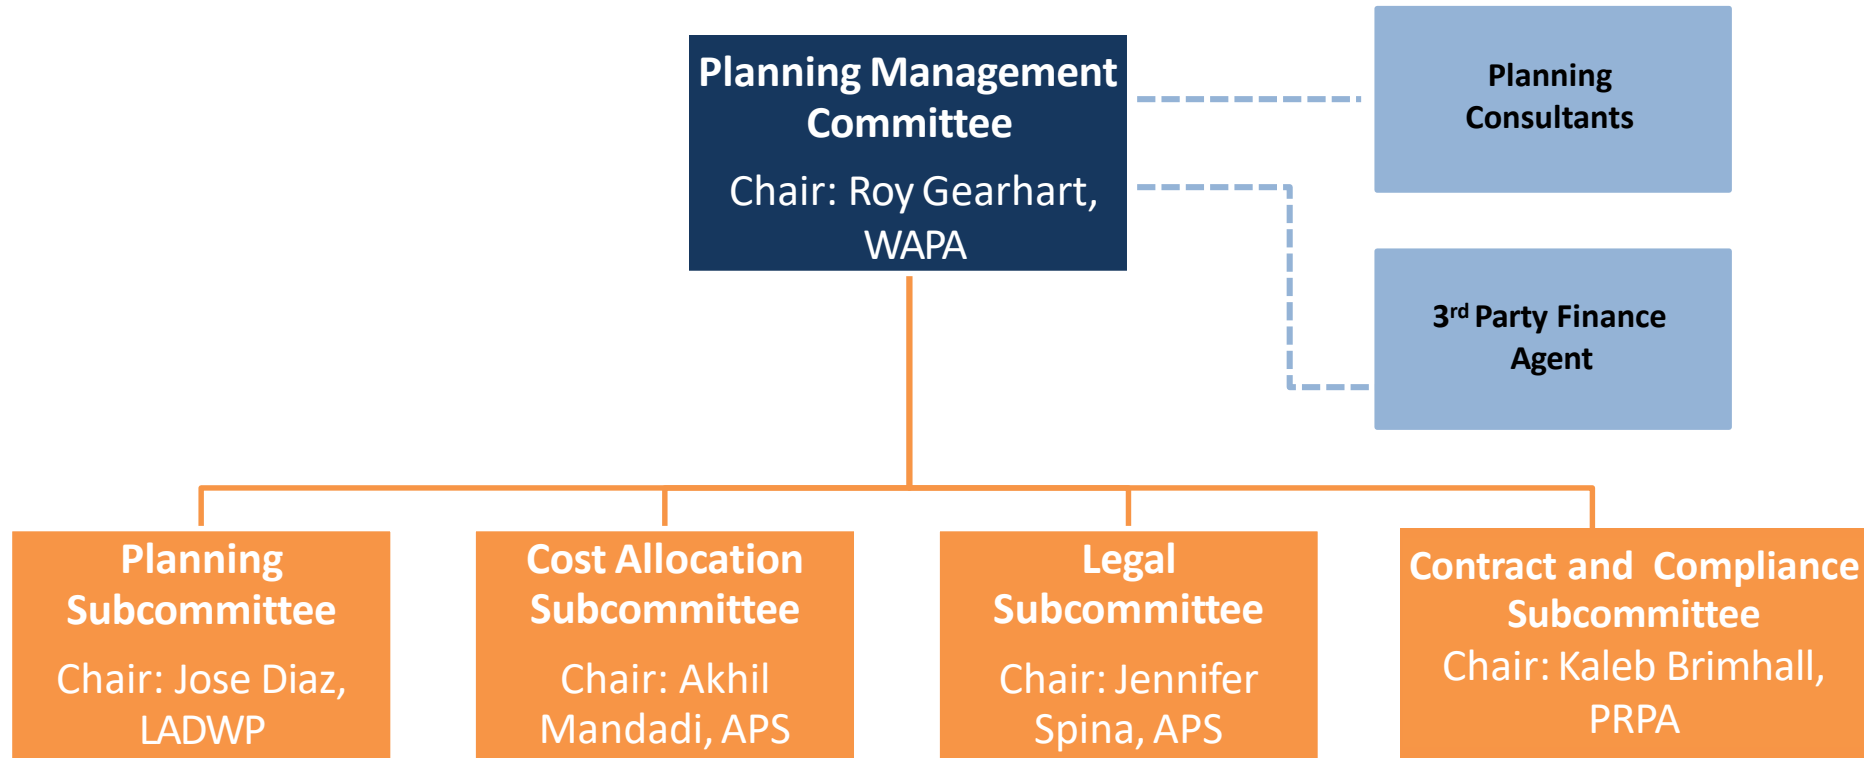 Planning Management
Committee
Chair: Roy Gearhart,
WAPA
Planning
Consultants
3rd Party Finance
Agent
Planning
Subcommittee
Chair: Jose Diaz,
LADWP
Cost Allocation
Subcommittee
Chair: Akhil
Mandadi, APS
Legal
Subcommittee
Chair: Jennifer
Spina, APS
Contract and Compliance
Subcommittee
Chair: Kaleb Brimhall,
PRPA